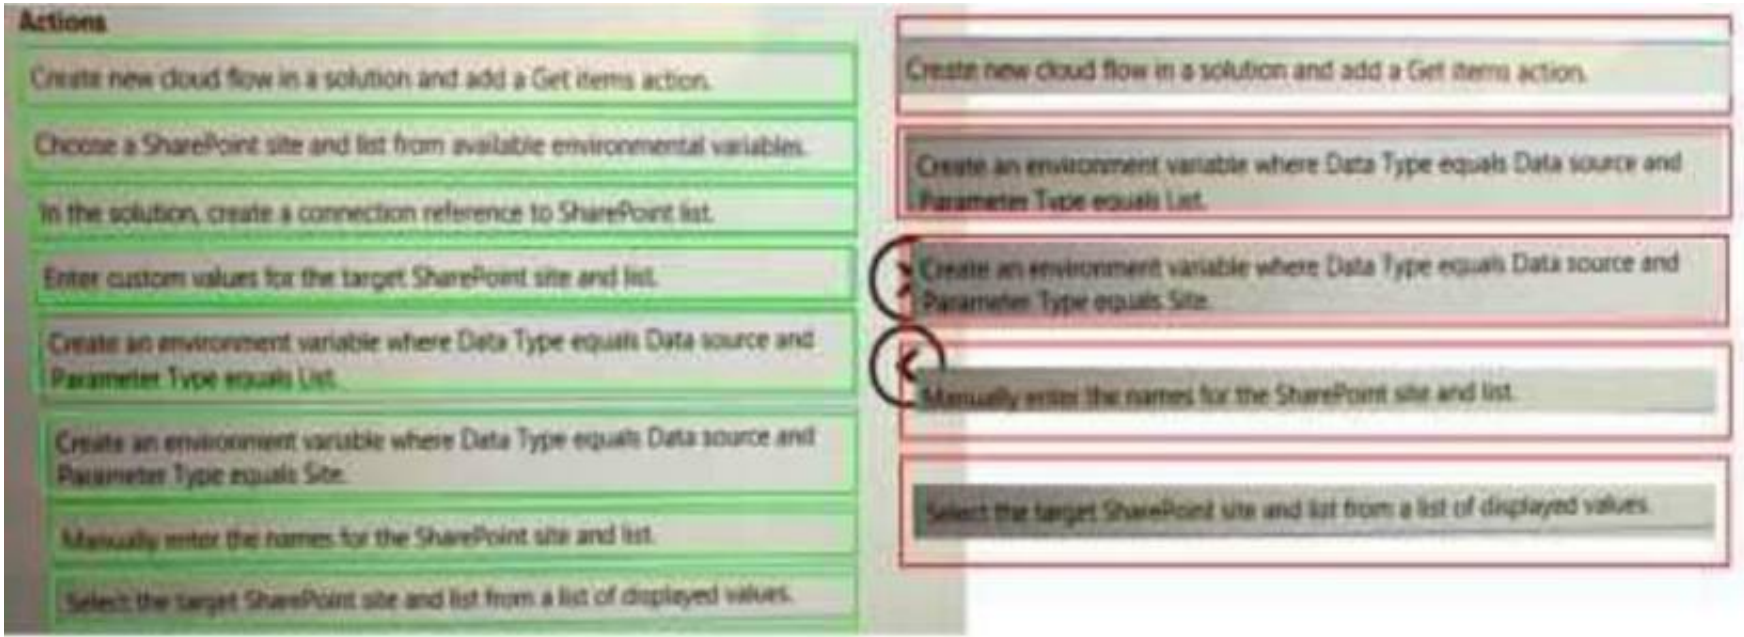 Actions
Create new cloud flow in a solution and add a Get items action.
Choose a SharePoint site and list from available environmental variables.
In the solution, create a connection reference to SharePoint list.
Enter custom values for the target SharePoint site and list.
Create an environment variable where Data Type equals Data source and
Parameter Type equals List.
Create an environment variable where Data Type equals Data source and
Parameter Type equals Site.
Manually enter the names for the SharePoint site and list.
Select the target SharePoint site and list from a list of displayed values.
Create new cloud flow in a solution and add a Get items action.
Create an environment variable where Data Type equals Data source and
Parameter Type equals List.
Create an environment variable where Data Type equals Data source and
Parameter Type equals Site.
Manually enter the names for the SharePoint site and list.
Select the target SharePoint site and list from a list of displayed values.